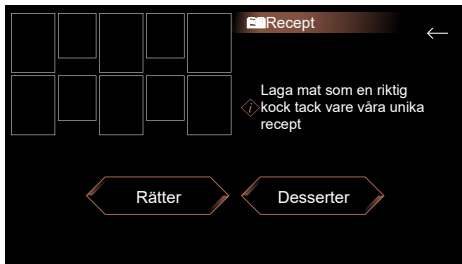 Recept
Laga mat som en riktig
kock tack vare våra unika
recept
Rätter
Desserter